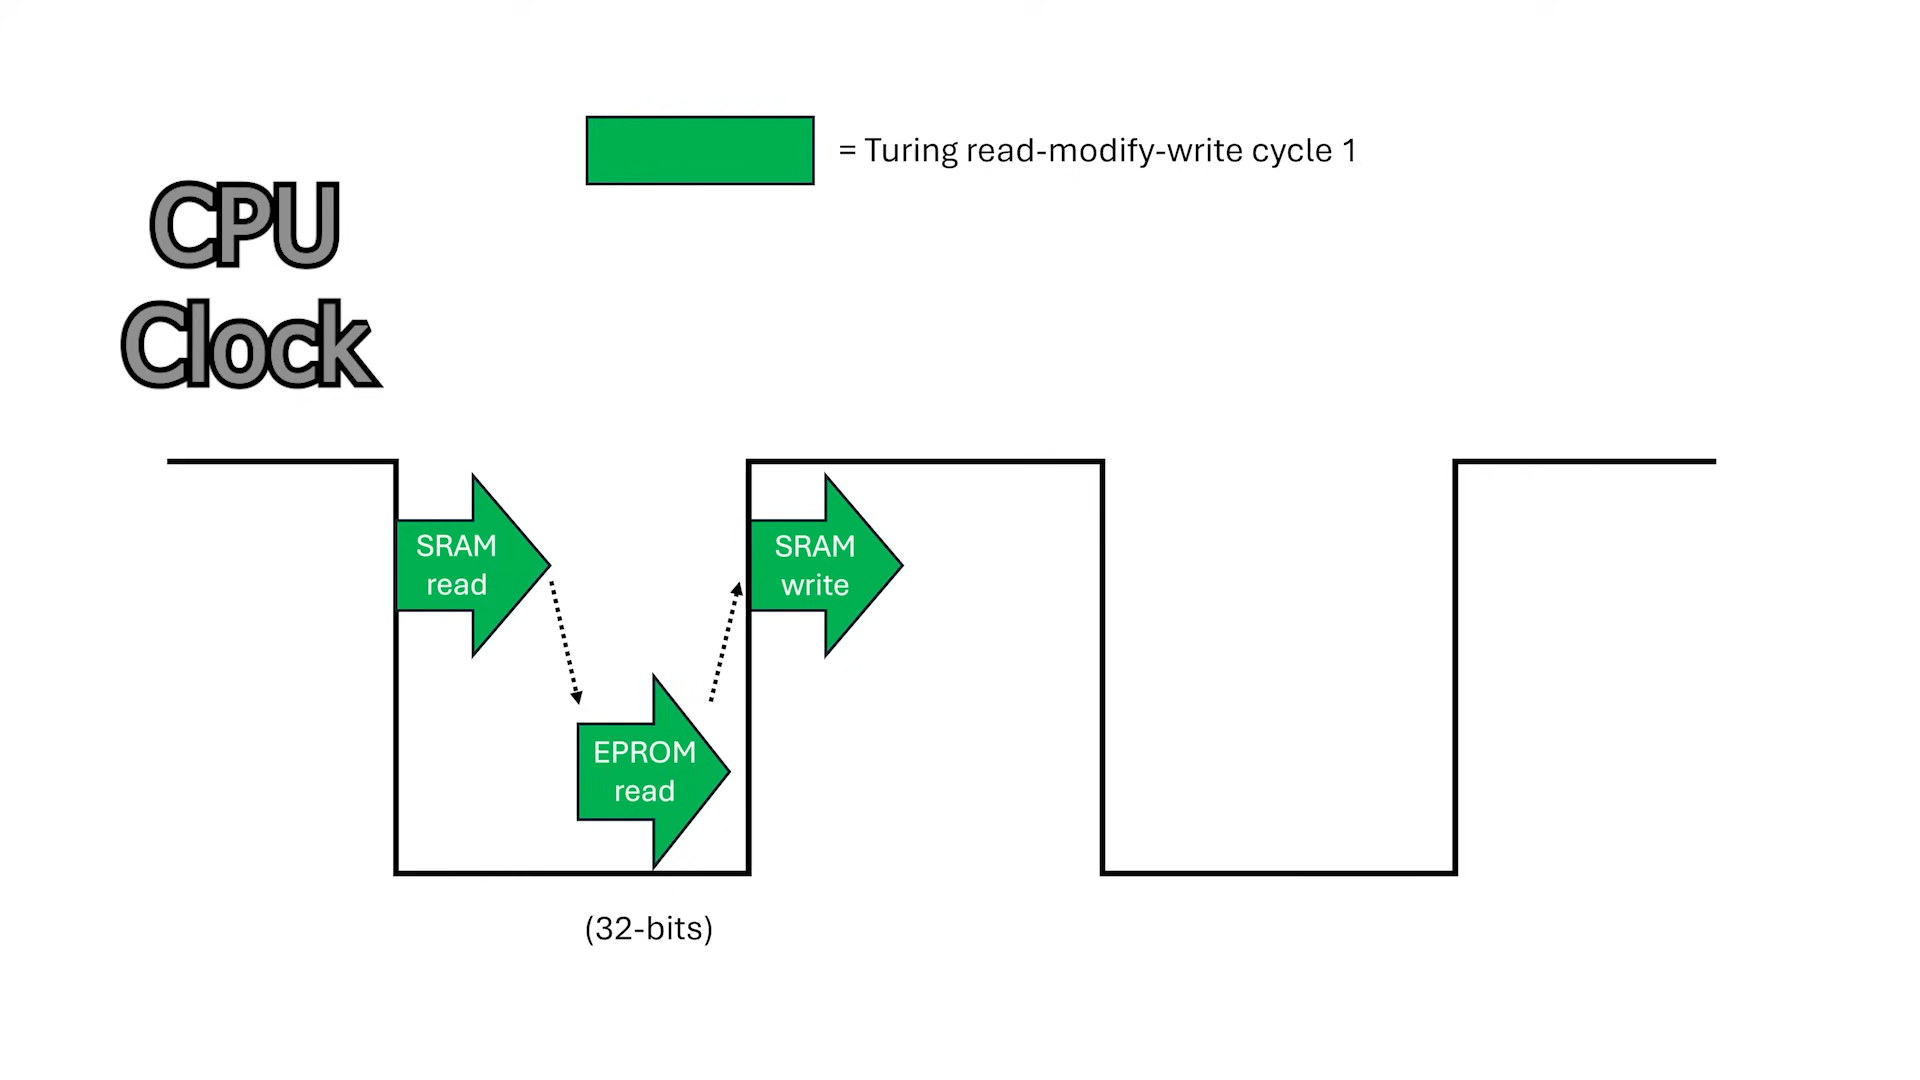 = Turing read-modify-write cycle 1
CPU
Clock
SRAM
read
SRAM
write
EPROM
read
(32-bits)